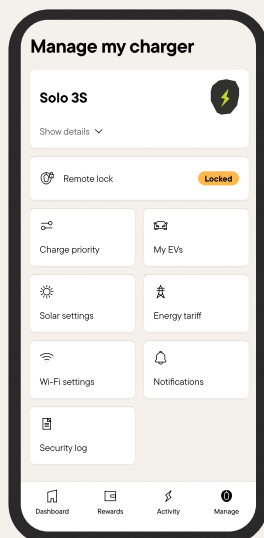 Manage my charger
Solo 3S
Show details
Remote lock
Locked
Charge priority
My EVs
Solar settings
Energy tariff
Wi-Fi settings
Notifications
Security log
Dashboard
Rewards
Activity
Manage